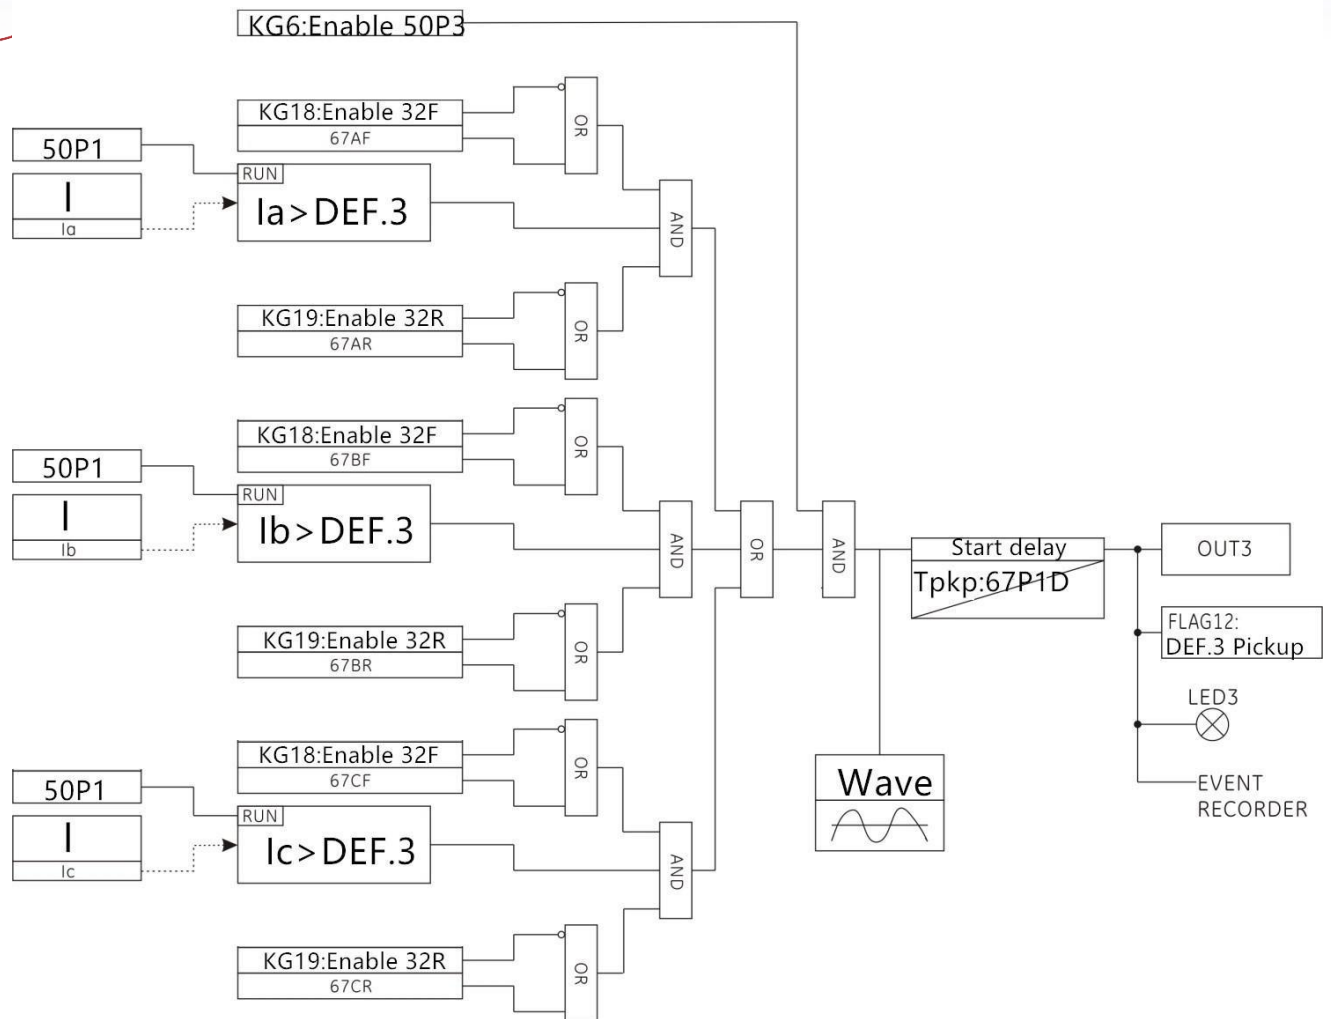 KG6:Enable 50P3
KG18:Enable 32F
67AF
OR
50P1
RUN
I
Ia
Ia>DEF.3
AND
KG19:Enable 32R
67AR
OR
KG18:Enable 32F
67BF
OR
50P1
RUN
I
Ib
Ib>DEF.3
AND
OR
AND
Start delay
Tpkp:67P1D
OUT3
FLAG12:
DEF.3 Pickup
KG19:Enable 32R
67BR
OR
LED3
EVENT
RECORDER
KG18:Enable 32F
67CF
OR
Wave
50P1
RUN
I
Ic
Ic>DEF.3
AND
KG19:Enable 32R
67CR
OR